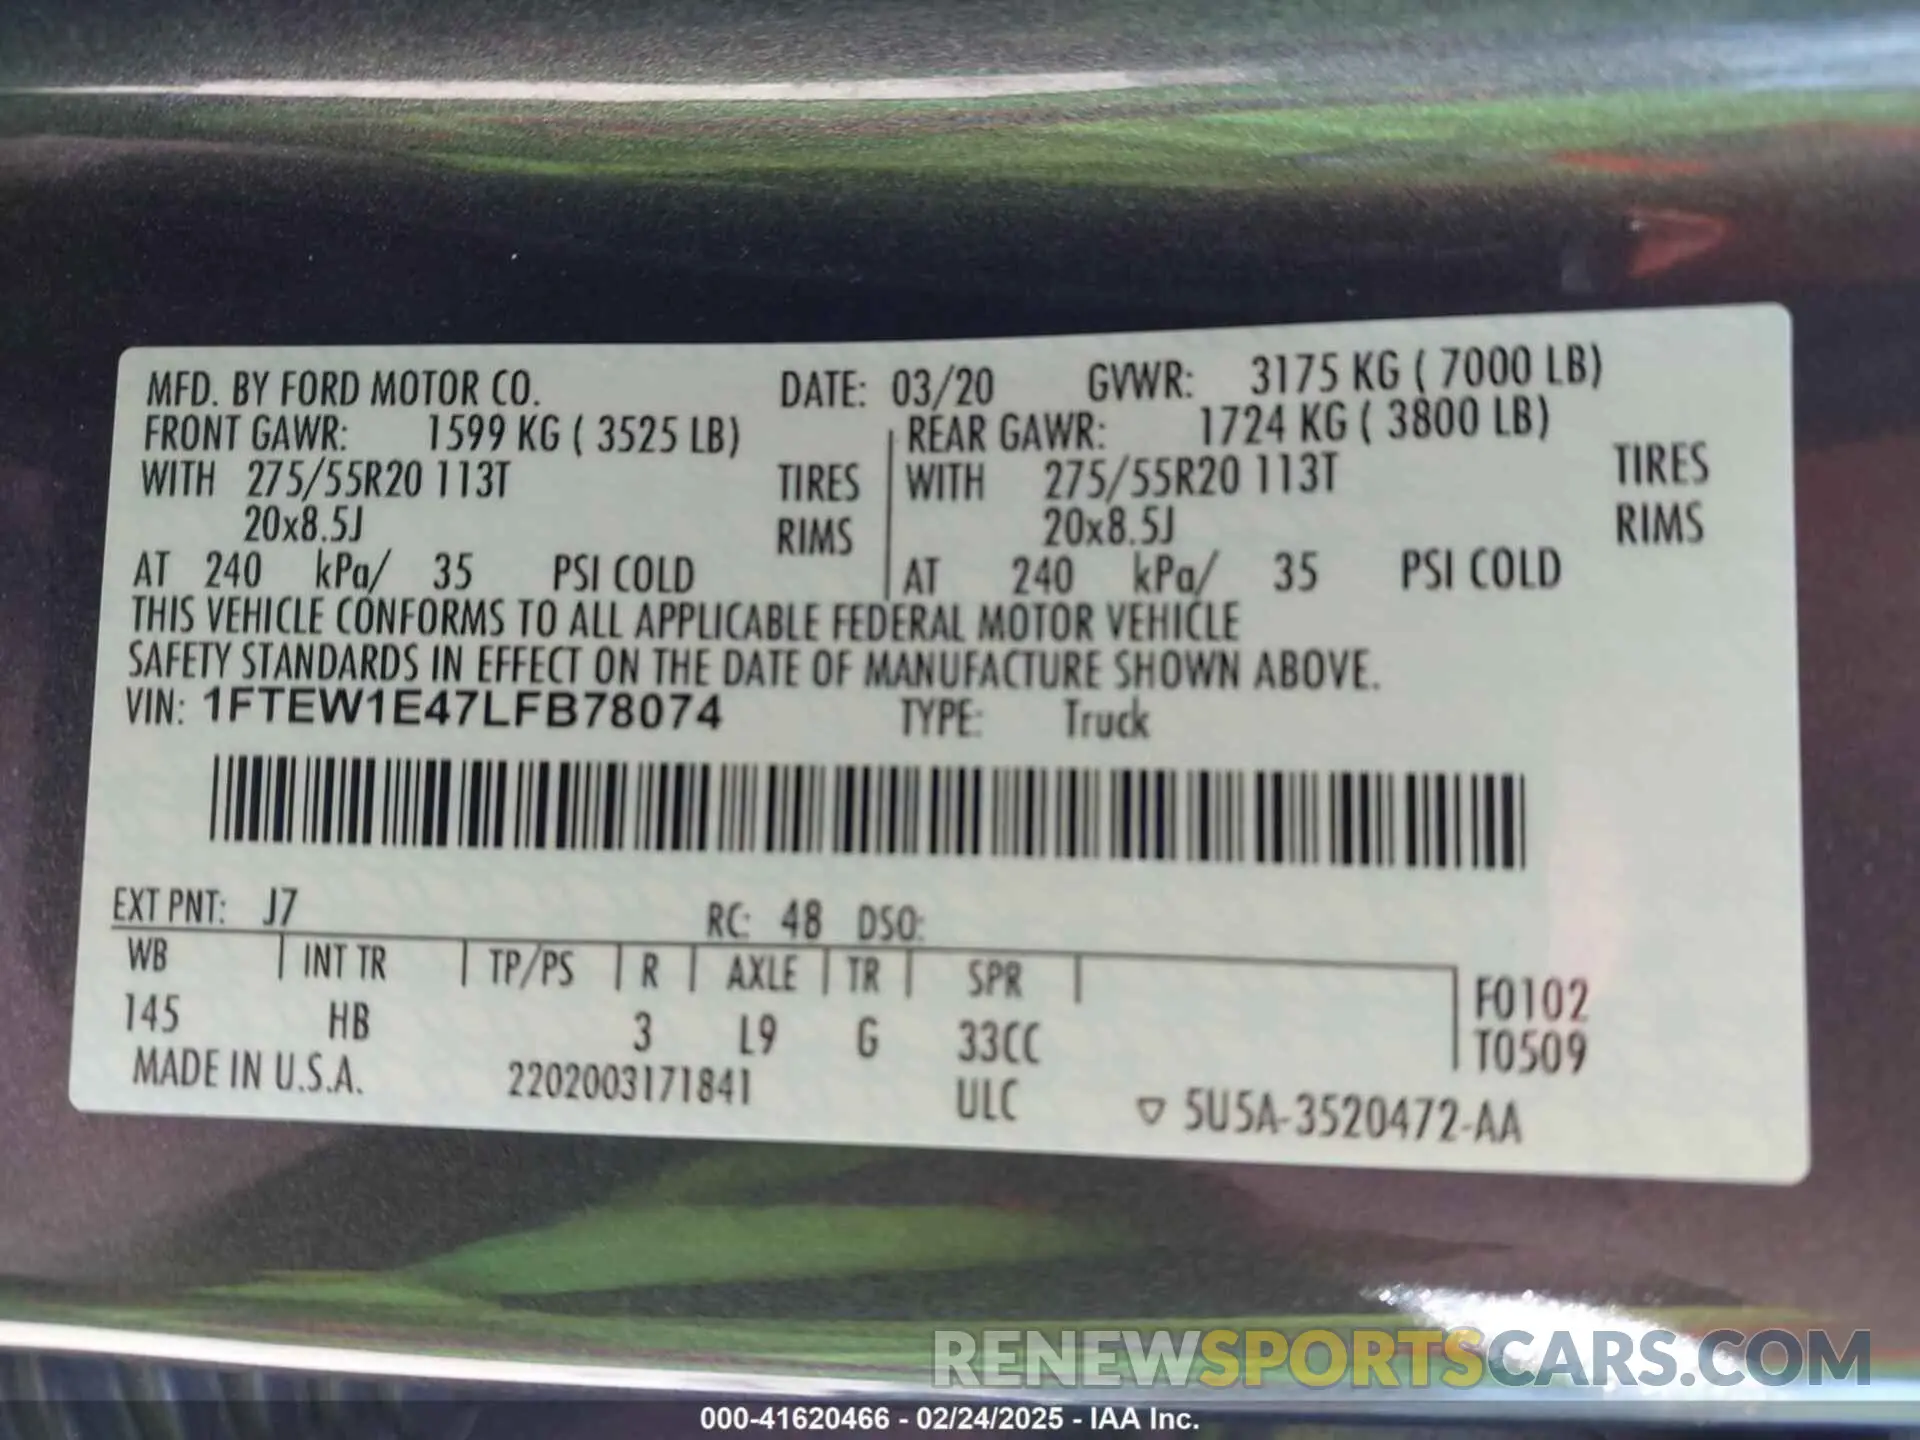 MFD. BY FORD MOTOR CO. DATE: 03/20 GVWR: 3175 KG ( 7000 LB)
FRONT GAWR: 1599 KG ( 3525 LB) REAR GAWR: 1724 KG ( 3800 LB)
WITH 275/55R20 113T TIRES WITH 275/55R20 113T TIRES
20x8.5J RIMS 20x8.5J RIMS
AT 240 kPa/ 35 PSI COLD AT 240 kPa/ 35 PSI COLD
THIS VEHICLE CONFORMS TO ALL APPLICABLE FEDERAL MOTOR VEHICLE
SAFETY STANDARDS IN EFFECT ON THE DATE OF MANUFACTURE SHOWN ABOVE.
VIN: 1FTEW1E47LFB78074 TYPE: Truck
EXT PNT: J7 RC: 48 DSO:
WB INT TR TP/PS R AXLE TR SPR F0102
145 HB 3 L9 G 33CC T0509
MADE IN U.S.A. 2202003171841 ULC 5U5A-3520472-AA
RENEWSPORTSCARS.COM
000-41620466 - 02/24/2025 - IAA Inc.